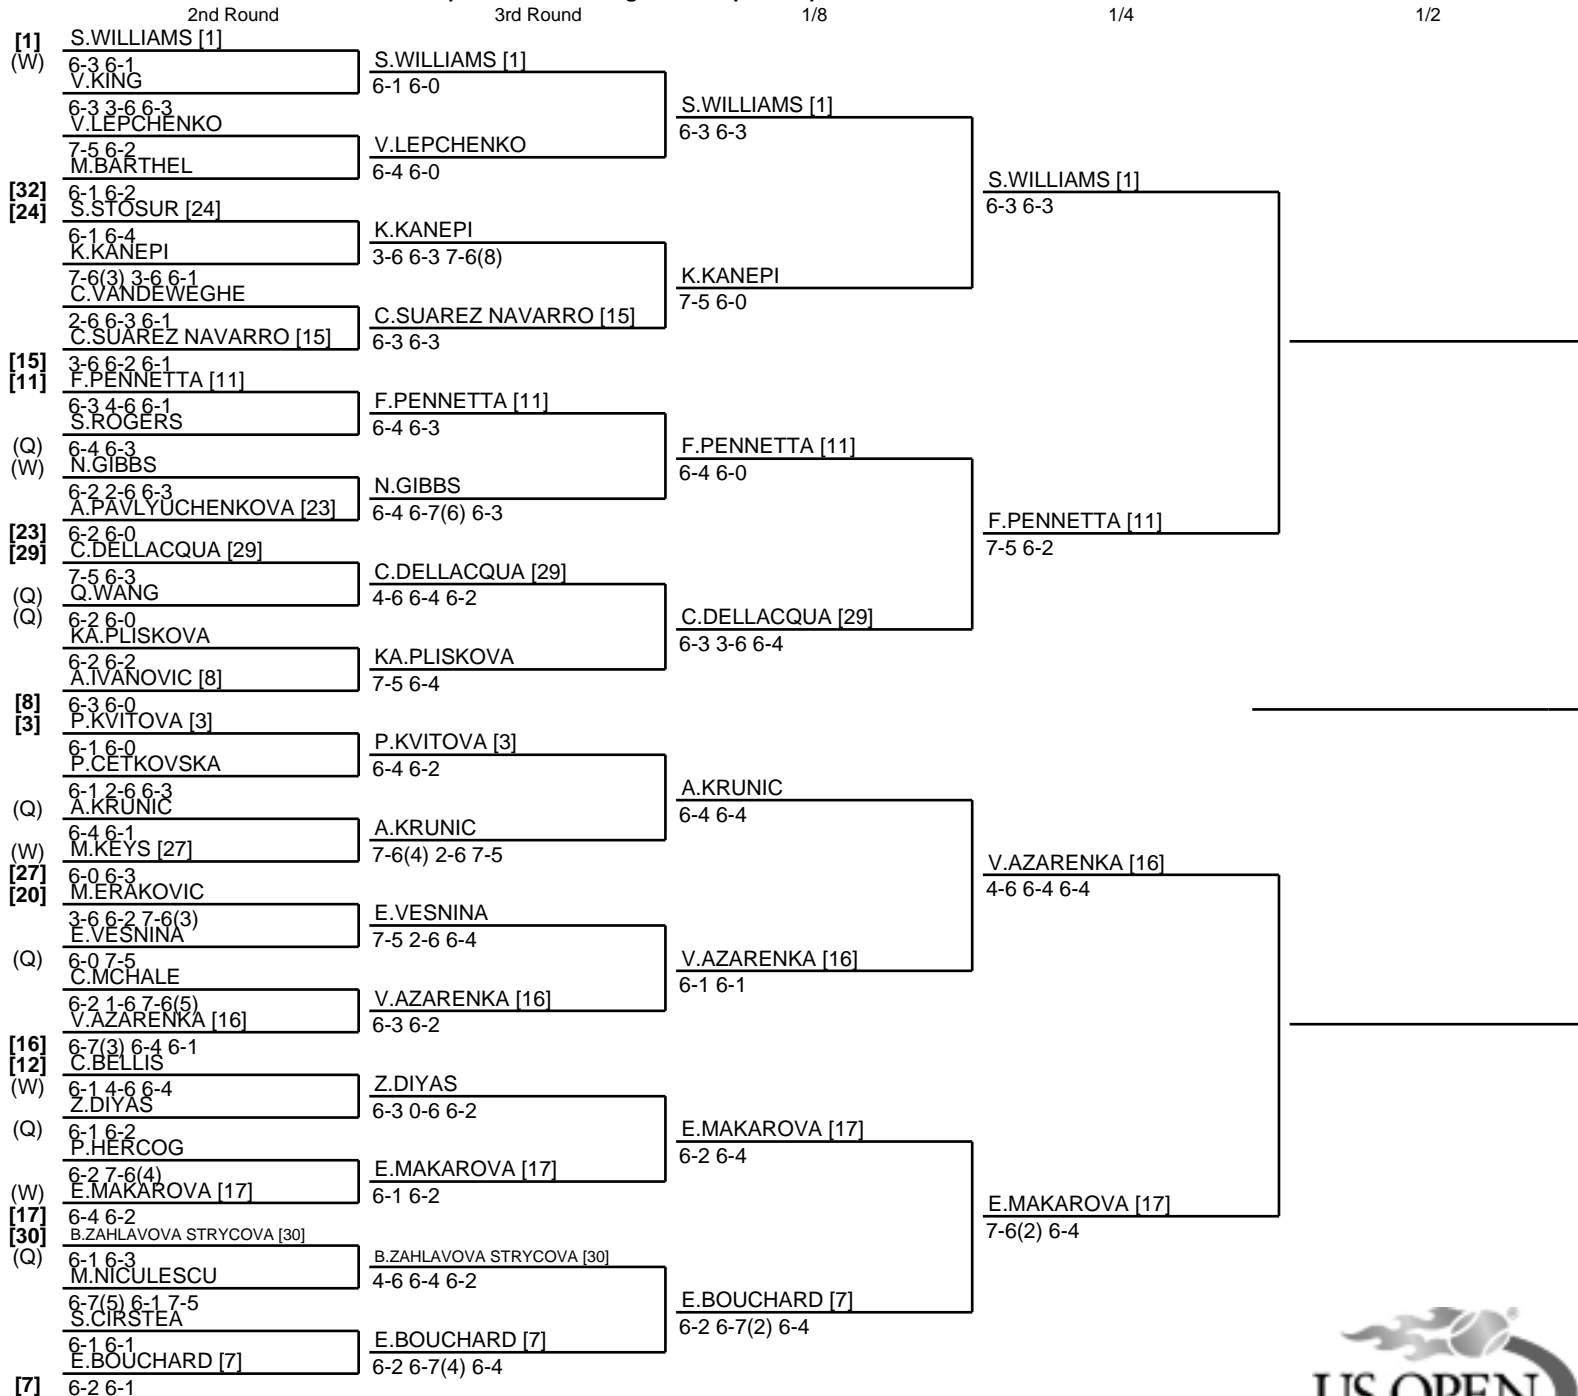 2nd Round 3rd Round 1/8 1/4 1/2
[1] S.WILLIAMS [1]
(W) 6-3 6-1 S.WILLIAMS [1]
V.KING 6-1 6-0
6-3 3-6 6-3 S.WILLIAMS [1]
V.LEPCHENKO 6-3 6-3
7-5 6-2 V.LEPCHENKO
M.BARTHEL 6-4 6-0
[32] 6-1 6-2 S.WILLIAMS [1]
[24] S.STOSUR [24] 6-3 6-3
6-1 6-4 K.KANEPI
K.KANEPI 3-6 6-3 7-6(8)
7-6(3) 3-6 6-1 K.KANEPI
C.VANDEWEGHE 7-5 6-0
2-6 6-3 6-1 C.SUAREZ NAVARRO [15]
C.SUAREZ NAVARRO [15] 6-3 6-3
[15] 3-6 6-2 6-1
[11] F.PENNETTA [11]
6-3 4-6 6-1 F.PENNETTA [11]
S.ROGERS 6-4 6-3
(Q) 6-4 6-3 F.PENNETTA [11]
(W) N.GIBBS 6-4 6-0
6-2 2-6 6-3 N.GIBBS
A.PAVLYUCHENKOVA [23] 6-4 6-7(6) 6-3
[23] 6-2 6-0 F.PENNETTA [11]
[29] C.DELLACQUA [29] 7-5 6-2
7-5 6-3 C.DELLACQUA [29]
(Q) Q.WANG 4-6 6-4 6-2
(Q) 6-2 6-0 C.DELLACQUA [29]
KA.PLISKOVA 6-3 3-6 6-4
6-2 6-2 KA.PLISKOVA
A.IVANOVIC [8] 7-5 6-4
[8] 6-3 6-0
[3] P.KVITOVA [3]
6-1 6-0 P.KVITOVA [3]
P.CETKOVSKA 6-4 6-2
6-1 2-6 6-3 A.KRUNIC
(Q) A.KRUNIC 6-4 6-4
6-4 6-1 A.KRUNIC
(W) M.KEYS [27] 7-6(4) 2-6 7-5
[27] 6-0 6-3 V.AZARENKA [16]
[20] M.ERAKOVIC 4-6 6-4 6-4
3-6 6-2 7-6(3) E.VESNINA
E.VESNINA 7-5 2-6 6-4
(Q) 6-0 7-5 V.AZARENKA [16]
C.MCHALE 6-1 6-1
6-2 1-6 7-6(5) V.AZARENKA [16]
V.AZARENKA [16] 6-3 6-2
[16] 6-7(3) 6-4 6-1
[12] C.BELLIS
(W) 6-1 4-6 6-4 Z.DIYAS
Z.DIYAS 6-3 0-6 6-2
(Q) 6-1 6-2 E.MAKAROVA [17]
P.HERCOG 6-2 6-4
6-2 7-6(4) E.MAKAROVA [17]
(W) E.MAKAROVA [17] 6-1 6-2
[17] 6-4 6-2 E.MAKAROVA [17]
[30] B.ZAHLAVOVA STRYCOVA [30] 7-6(2) 6-4
(Q) 6-1 6-3 B.ZAHLAVOVA STRYCOVA [30]
M.NICULESCU 4-6 6-4 6-2
6-7(5) 6-1 7-5 E.BOUCHARD [7]
S.CIRSTEA 6-2 6-7(2) 6-4
6-1 6-1 E.BOUCHARD [7]
E.BOUCHARD [7] 6-2 6-7(4) 6-4
[7] 6-2 6-1
US OPEN